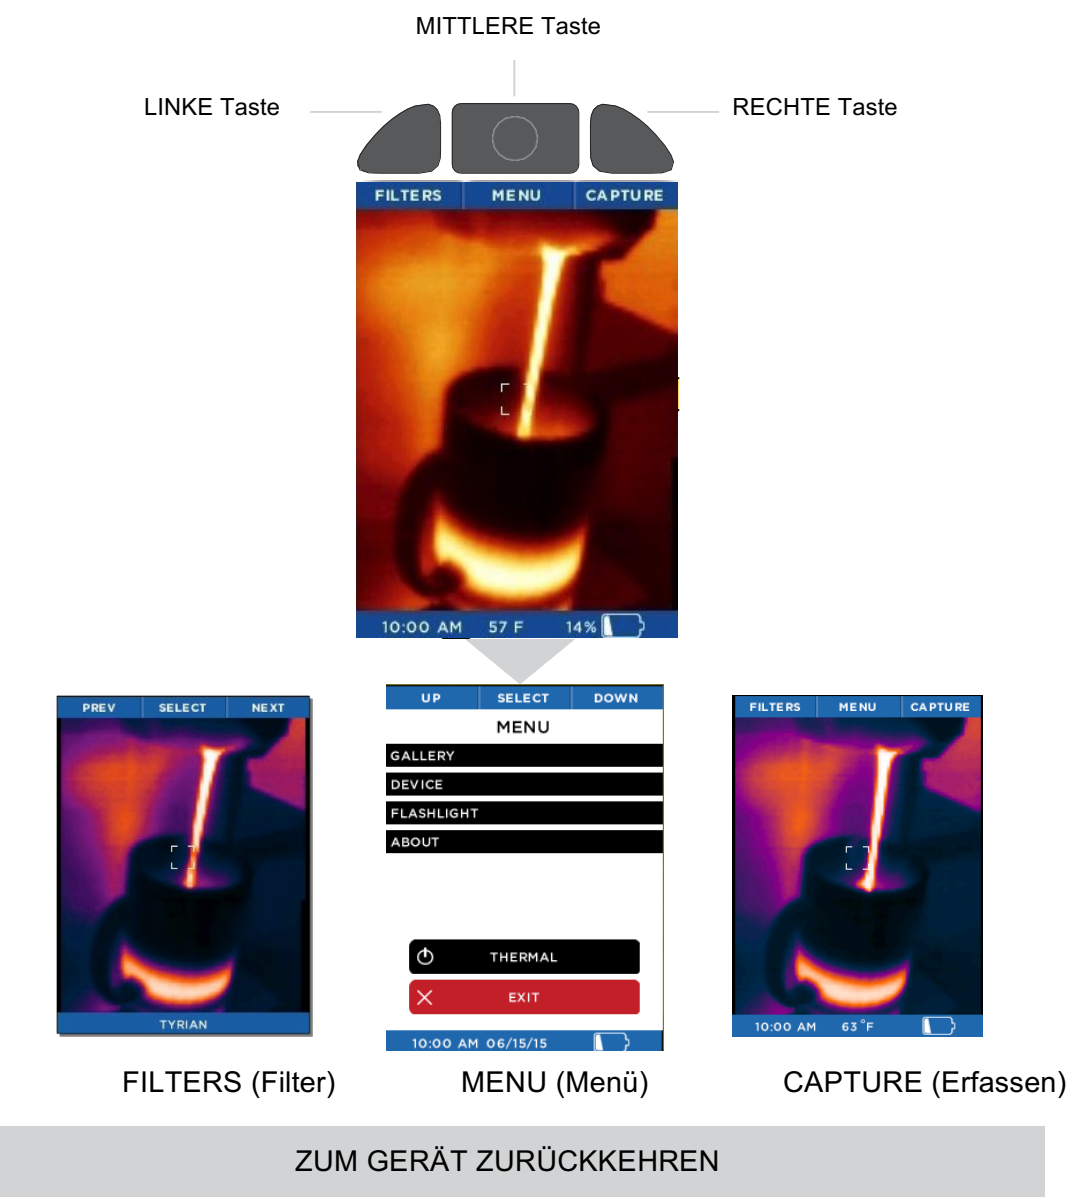 MITTLERE Taste
LINKE Taste
RECHTE Taste
FILTERS MENU CAPTURE
10:00 AM 57 F 14%
PREV SELECT NEXT
TYRIAN
UP SELECT DOWN
MENU
GALLERY
DEVICE
FLASHLIGHT
ABOUT
THERMAL
EXIT
10:00 AM 06/15/15
FILTERS MENU CAPTURE
10:00 AM 63°F
FILTERS (Filter)
MENU (Menü)
CAPTURE (Erfassen)
ZUM GERÄT ZURÜCKKEHREN